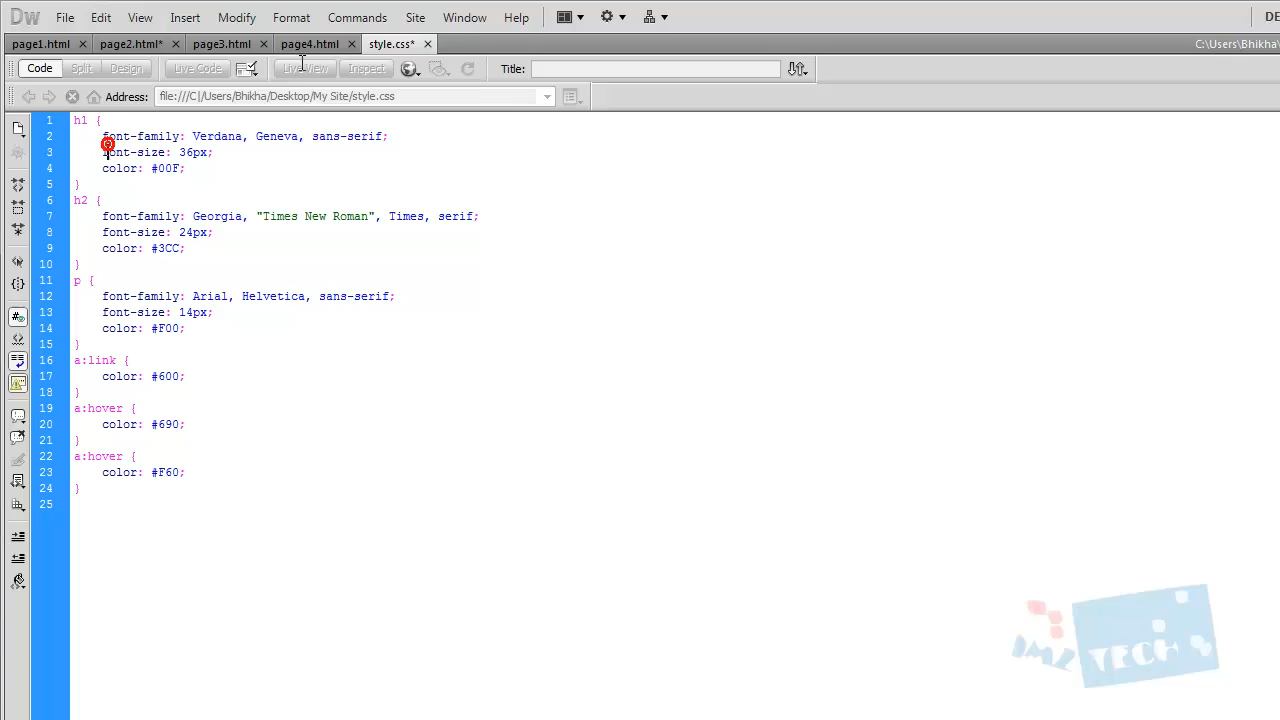 Dw File Edit View Insert Modify Format Commands Site Window Help DE
page1.html page2.html* page3.html page4.html style.css* C:\Users\Bhikha\
Code Split Design Live Code Live View Inspect Title:
Address: file:///C|/Users/Bhikha/Desktop/My Site/style.css
1 h1 {
2 font-family: Verdana, Geneva, sans-serif;
3 font-size: 36px;
4 color: #00F;
5 }
6 h2 {
7 font-family: Georgia, "Times New Roman", Times, serif;
8 font-size: 24px;
9 color: #3CC;
10 }
11 p {
12 font-family: Arial, Helvetica, sans-serif;
13 font-size: 14px;
14 color: #F00;
15 }
16 a:link {
17 color: #600;
18 }
19 a:hover {
20 color: #690;
21 }
22 a:hover {
23 color: #F60;
24 }
25
TECH